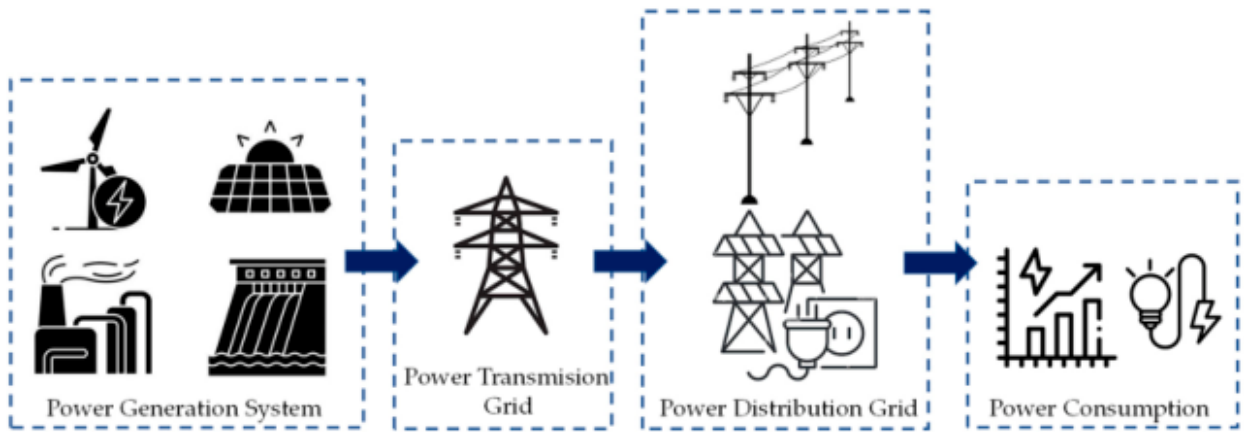 Power Generation System
Power Transmision
Grid
Power Distribution Grid
Power Consumption